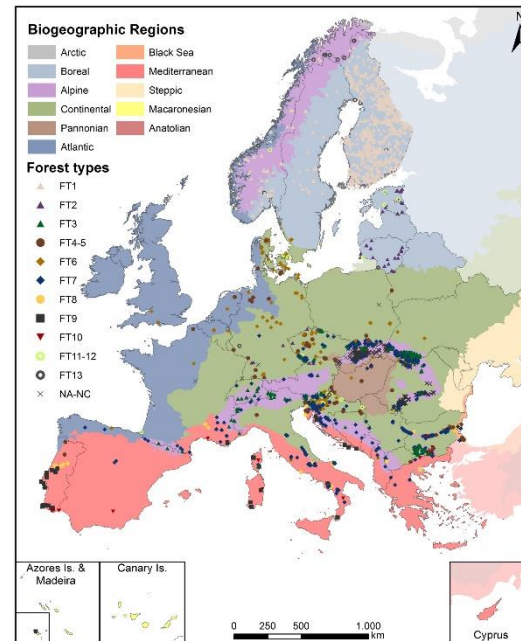 Biogeographic Regions
Arctic
Boreal
Alpine
Continental
Pannonian
Atlantic
Black Sea
Mediterranean
Steppic
Macaronesian
Anatolian
Forest types
FT1
FT2
FT3
FT4-5
FT6
FT7
FT8
FT9
FT10
FT11-12
FT13
NA-NC
N
Azores Is. &
Madeira
Canary Is.
0 250 500 1.000
km
Cyprus